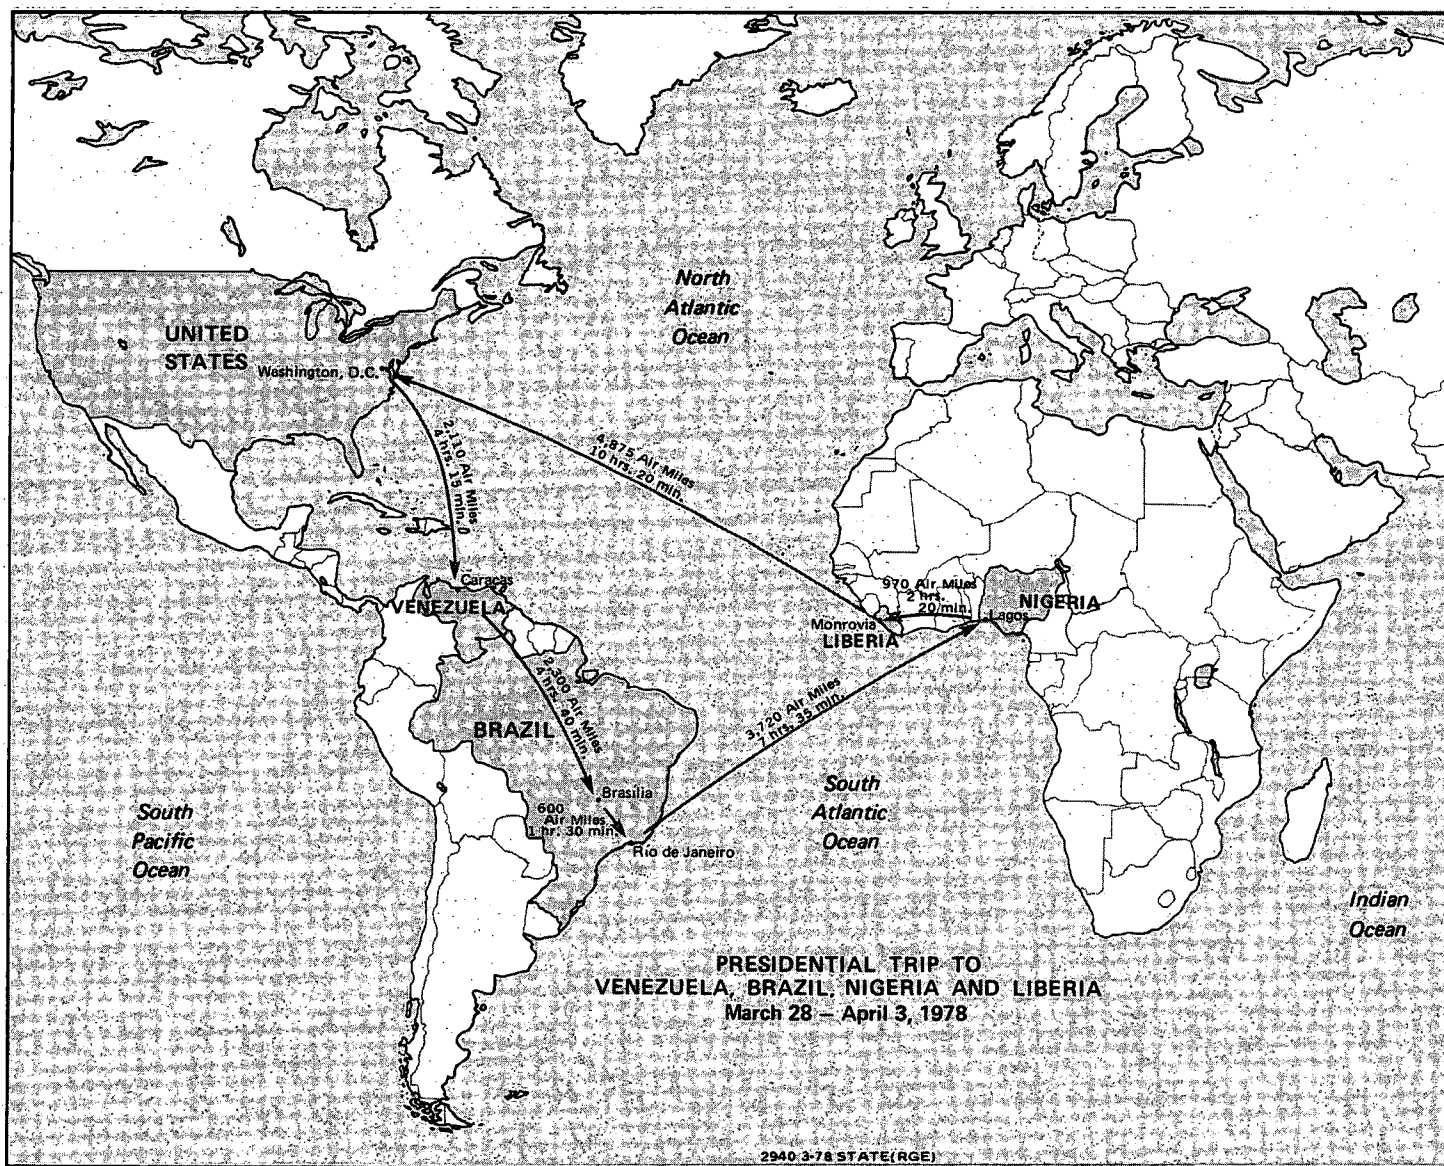 North
Atlantic
Ocean
UNITED
STATES
Washington, D.C.
2,110 Air Miles
4 hrs. 15 min.
4,875 Air Miles
10 hrs. 20 min.
Caracas
VENEZUELA
970 Air Miles
2 hrs.
20 min.
NIGERIA
Lagos
Monrovia
LIBERIA
2,300 Air Miles
4 hrs. 40 min.
BRAZIL
3,720 Air Miles
7 hrs. 35 min.
Brasilia
600
Air Miles
1 hr. 30 min.
Rio de Janeiro
South
Pacific
Ocean
South
Atlantic
Ocean
Indian
Ocean
PRESIDENTIAL TRIP TO
VENEZUELA, BRAZIL, NIGERIA AND LIBERIA
March 28 – April 3, 1978
2940 3-78 STATE(RGE)